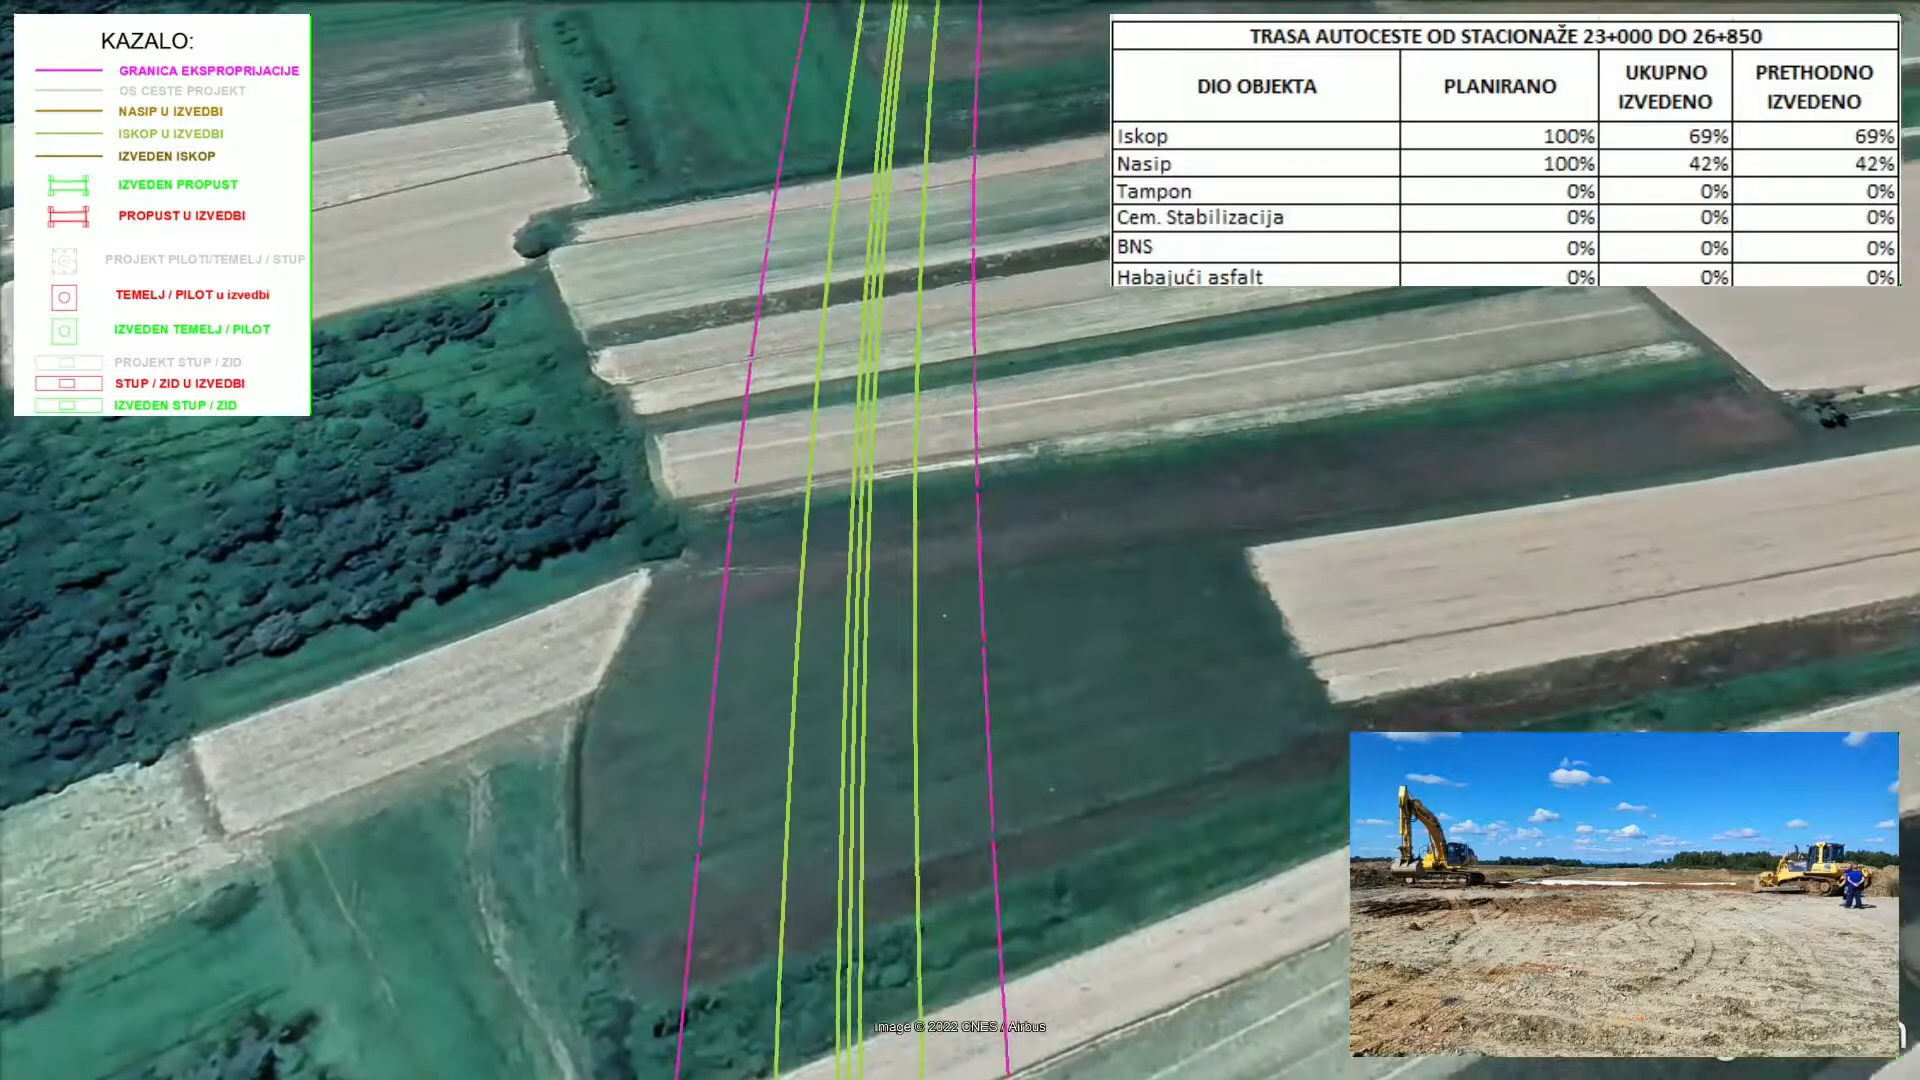 KAZALO:
GRANICA EKSPROPRIJACIJE
OS CESTE PROJEKT
NASIP U IZVEDBI
ISKOP U IZVEDBI
IZVEDEN ISKOP
IZVEDEN PROPUST
PROPUST U IZVEDBI
PROJEKT PILOTI/TEMELJ / STUP
TEMELJ / PILOT u izvedbi
IZVEDEN TEMELJ / PILOT
PROJEKT STUP / ZID
STUP / ZID U IZVEDBI
IZVEDEN STUP / ZID
TRASA AUTOCESTE OD STACIONAŽE 23+000 DO 26+850
DIO OBJEKTA PLANIRANO UKUPNO IZVEDENO PRETHODNO IZVEDENO
Iskop 100% 69% 69%
Nasip 100% 42% 42%
Tampon 0% 0% 0%
Cem. Stabilizacija 0% 0% 0%
BNS 0% 0% 0%
Habajući asfalt 0% 0% 0%
Image © 2022 CNES / Airbus